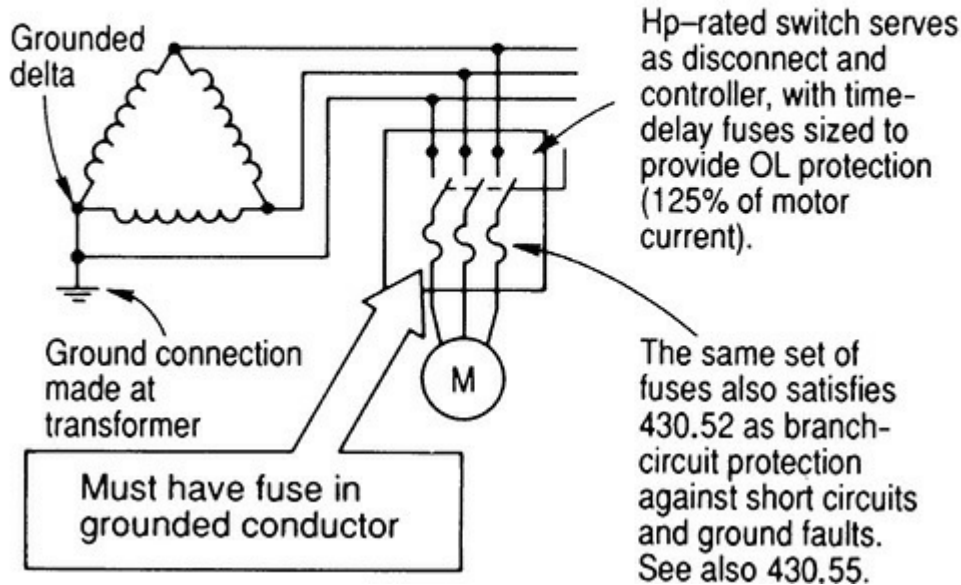 Grounded
delta
Hp–rated switch serves
as disconnect and
controller, with time-
delay fuses sized to
provide OL protection
(125% of motor
current).
Ground connection
made at
transformer
M
Must have fuse in
grounded conductor
The same set of
fuses also satisfies
430.52 as branch-
circuit protection
against short circuits
and ground faults.
See also 430.55.